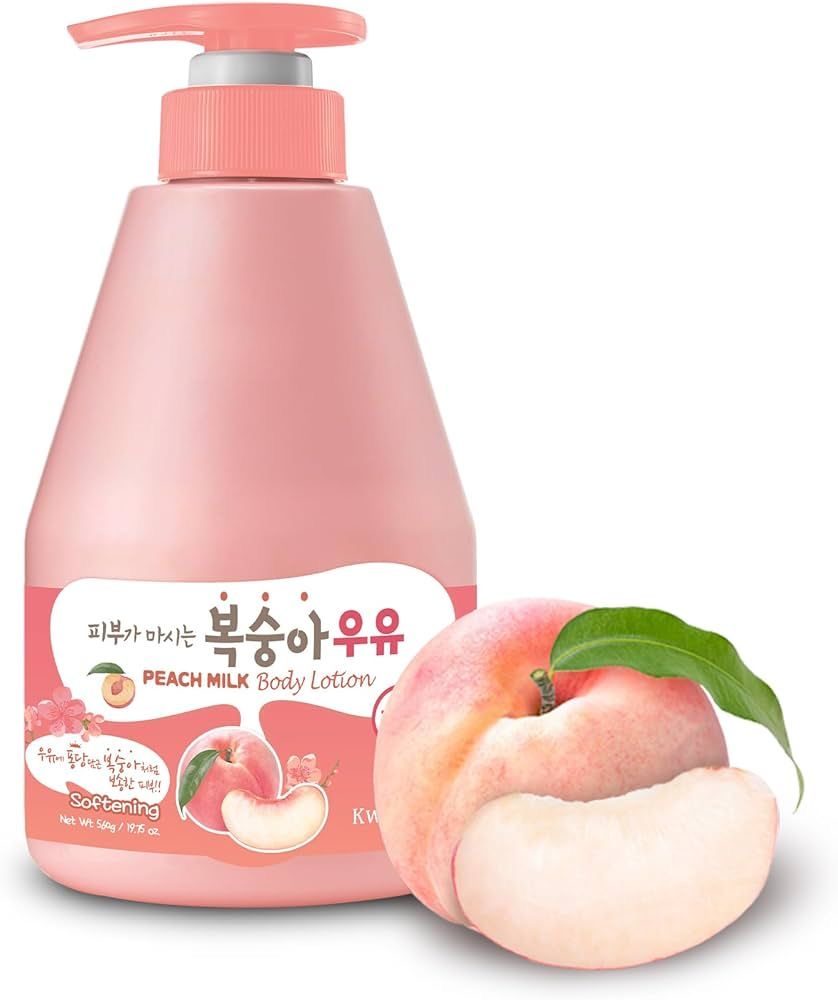 피부가 마시는 복숭아우유
PEACH MILK Body Lotion
우유에 퐁당담근 복숭아처럼
보송한 피부!!
Softening
Net Wt 560g / 19.75 oz.